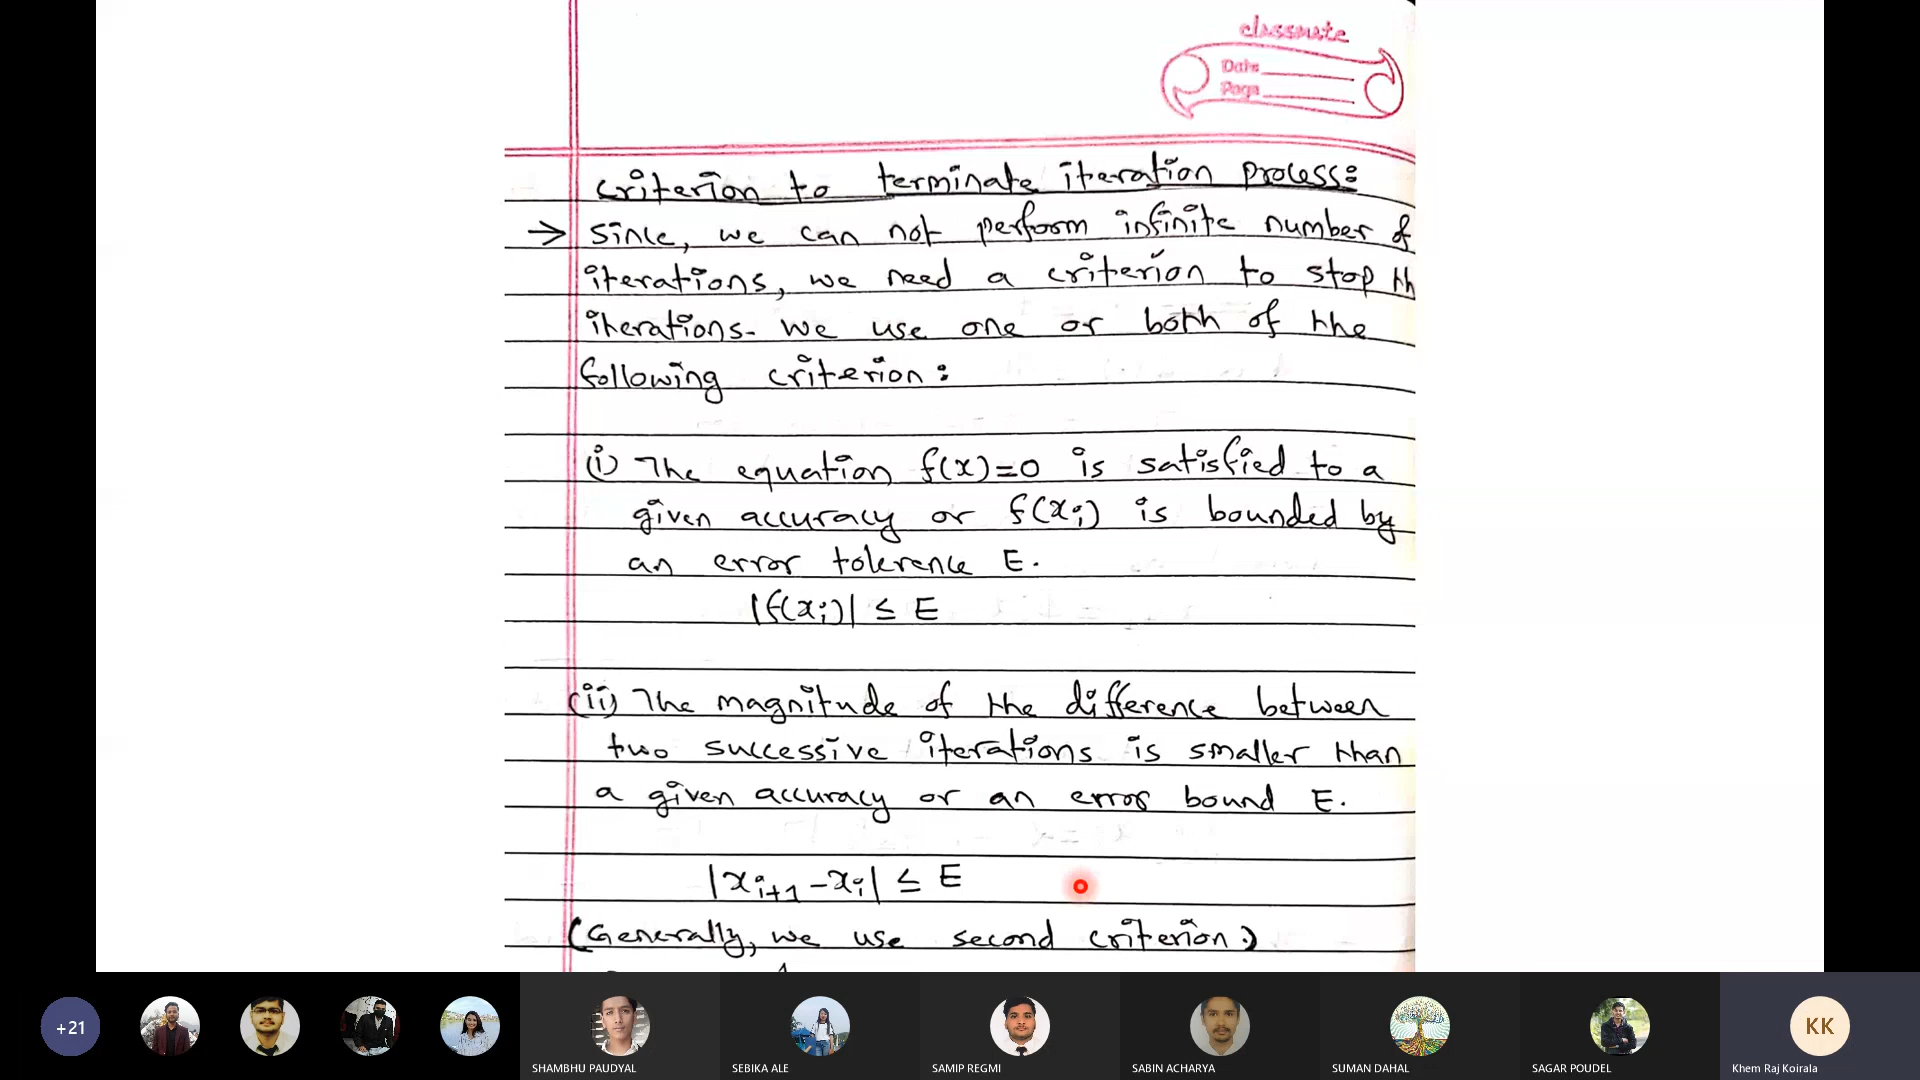 classmate
Date
Page
criterion to terminate iteration process:
→ Since, we can not perform infinite number of
iterations, we need a criterion to stop th
iterations. We use one or both of the
following criterion:
(i) The equation f(x)=0 is satisfied to a
given accuracy or f(xᵢ) is bounded by
an error tolerence E.
|f(xᵢ)| ≤ E
(ii) The magnitude of the difference between
two successive iterations is smaller than
a given accuracy or an error bound E.
|xᵢ₊₁ - xᵢ| ≤ E
(Generally, we use second criterion.)
+21
SHAMBHU PAUDYAL
SEBIKA ALE
SAMIP REGMI
SABIN ACHARYA
SUMAN DAHAL
SAGAR POUDEL
KK
Khem Raj Koirala